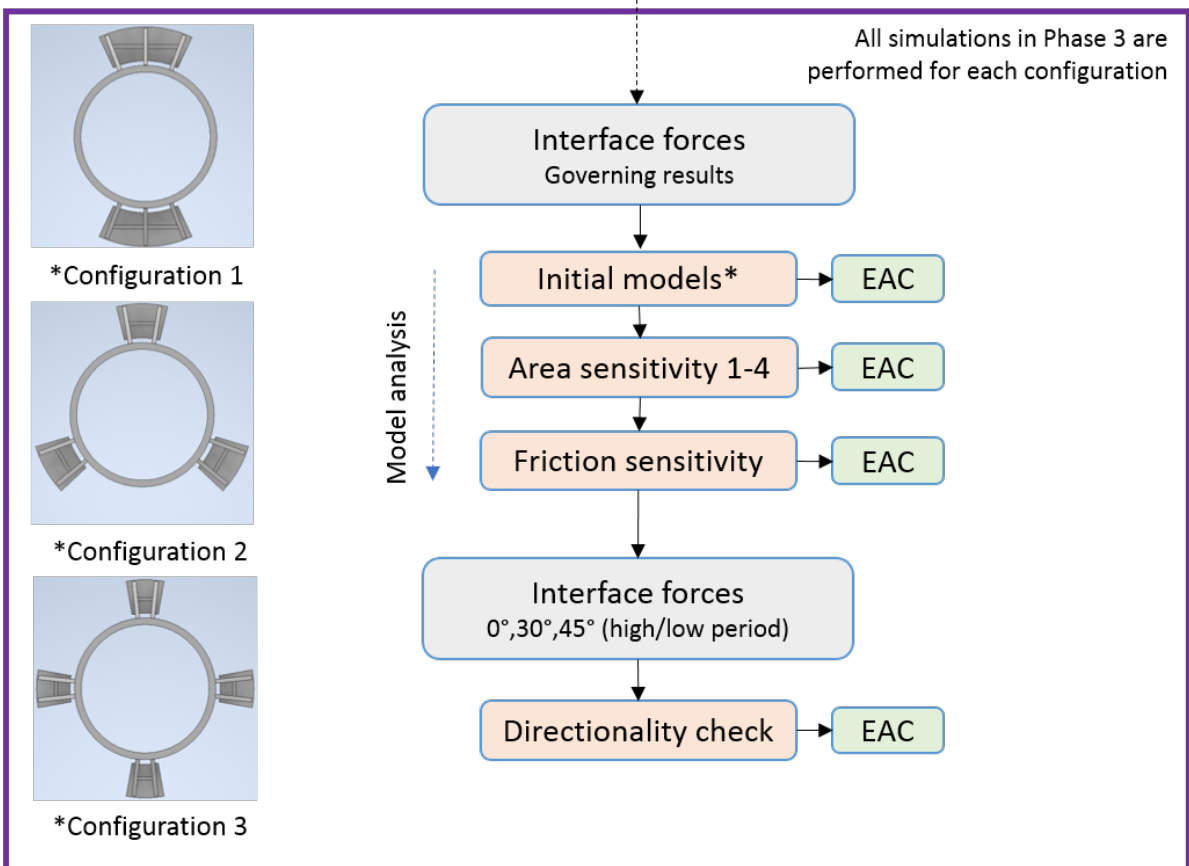 All simulations in Phase 3 are
performed for each configuration
Interface forces
Governing results
*Configuration 1
Initial models*
EAC
Model analysis
Area sensitivity 1-4
EAC
Friction sensitivity
EAC
*Configuration 2
Interface forces
0°,30°,45° (high/low period)
Directionality check
EAC
*Configuration 3